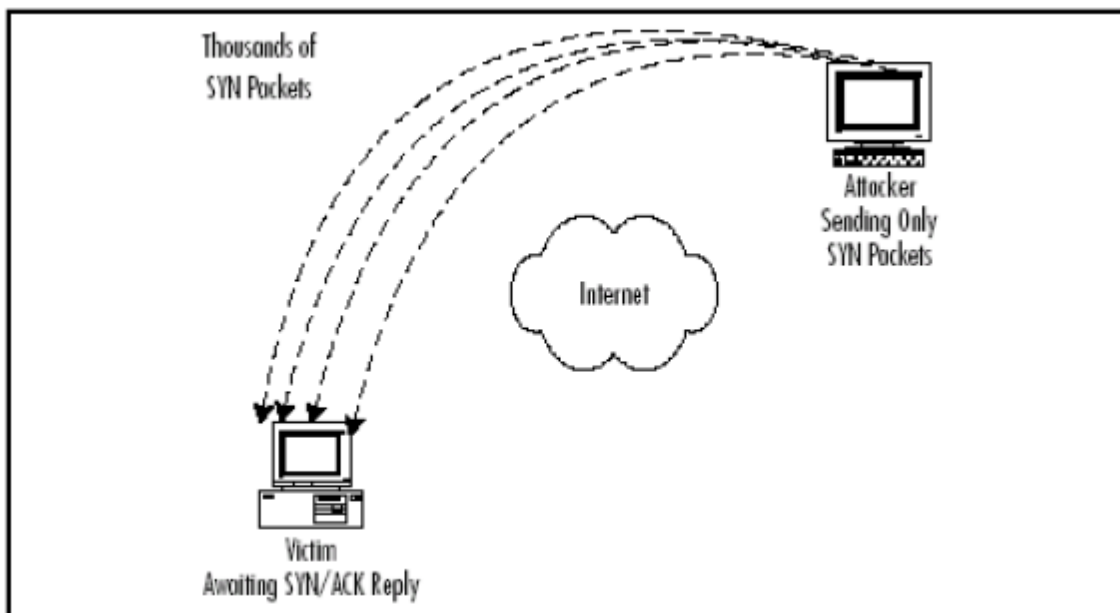 Thousands of
SYN Packets
Attacker
Sending Only
SYN Packets
Internet
Victim
Awaiting SYN/ACK Reply